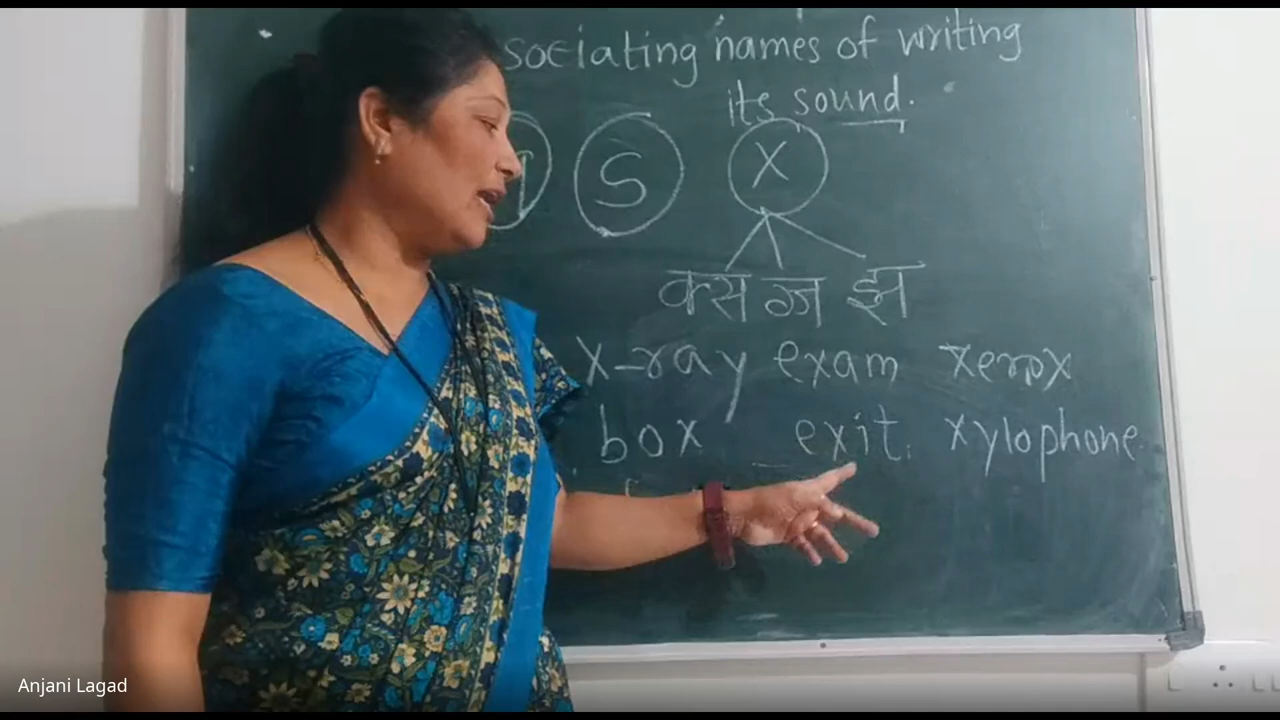 sociating names of writing
its sound.
I S X
क्स ग्ज झ
X-ray exam xerox
box exit. xylophone
Anjani Lagad